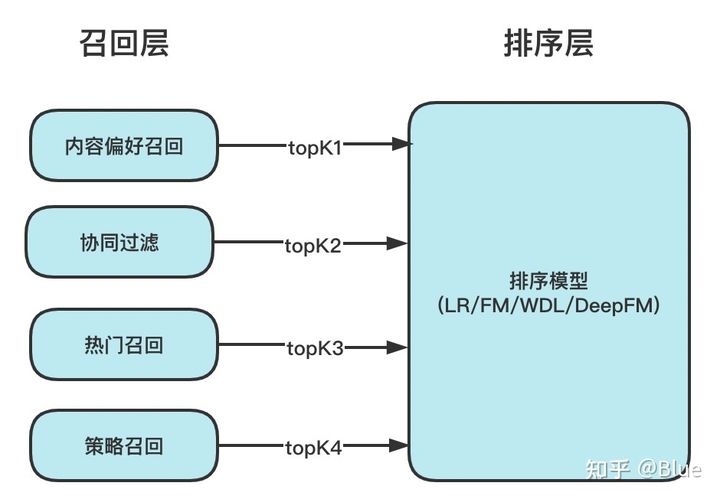 召回层
排序层
内容偏好召回
topK1
协同过滤
topK2
热门召回
topK3
策略召回
topK4
排序模型
(LR/FM/WDL/DeepFM)
知乎 @Blue